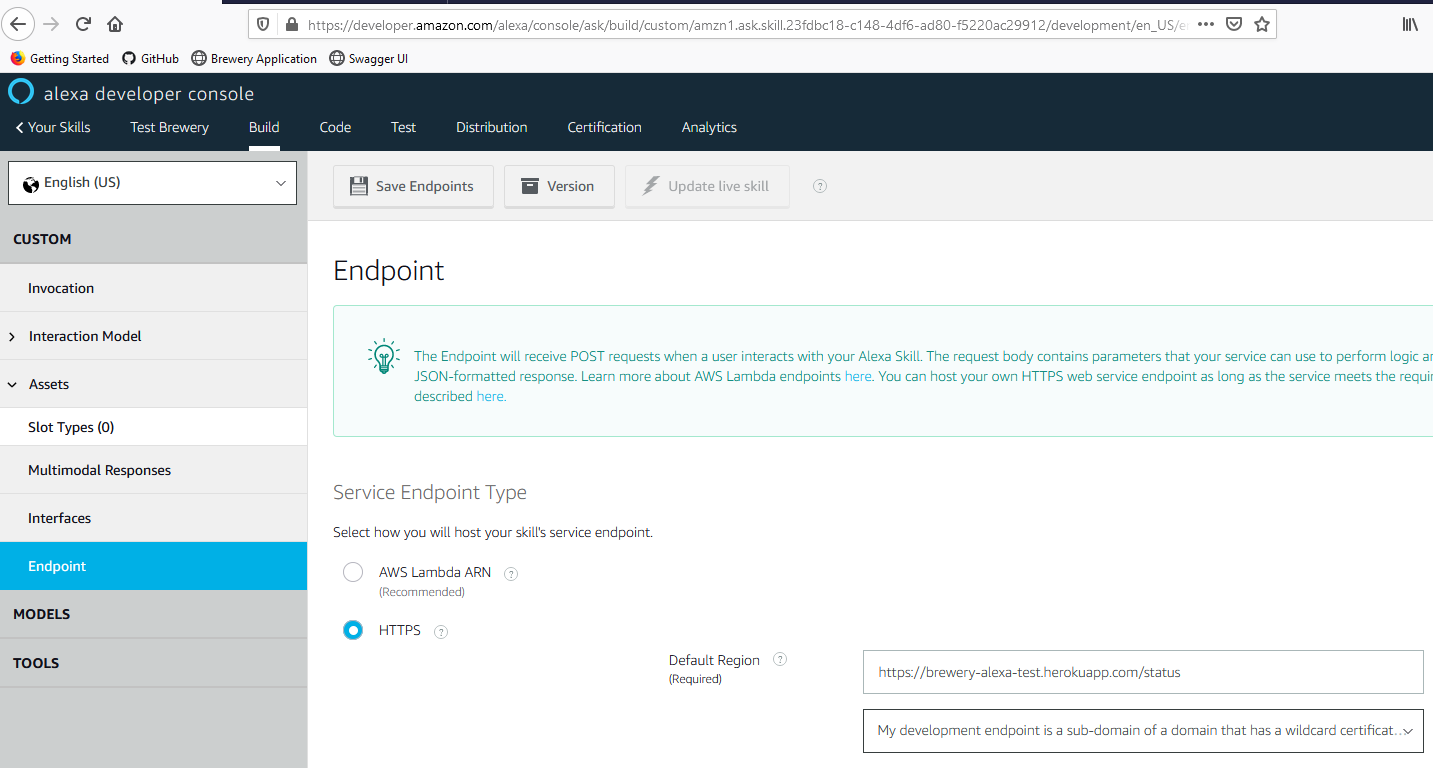 https://developer.amazon.com/alexa/console/ask/build/custom/amzn1.ask.skill.23fdbc18-c148-4df6-ad80-f5220ac29912/development/en_US/e
Getting Started GitHub Brewery Application Swagger UI
alexa developer console
Your Skills Test Brewery Build Code Test Distribution Certification Analytics
English (US)
Save Endpoints Version Update live skill ?
CUSTOM
Invocation
Interaction Model
Assets
Slot Types (0)
Multimodal Responses
Interfaces
Endpoint
MODELS
TOOLS
Endpoint
The Endpoint will receive POST requests when a user interacts with your Alexa Skill. The request body contains parameters that your service can use to perform logic a
JSON-formatted response. Learn more about AWS Lambda endpoints here. You can host your own HTTPS web service endpoint as long as the service meets the requi
described here.
Service Endpoint Type
Select how you will host your skill's service endpoint.
AWS Lambda ARN ?
(Recommended)
HTTPS ?
Default Region ?
(Required)
https://brewery-alexa-test.herokuapp.com/status
My development endpoint is a sub-domain of a domain that has a wildcard certificat...